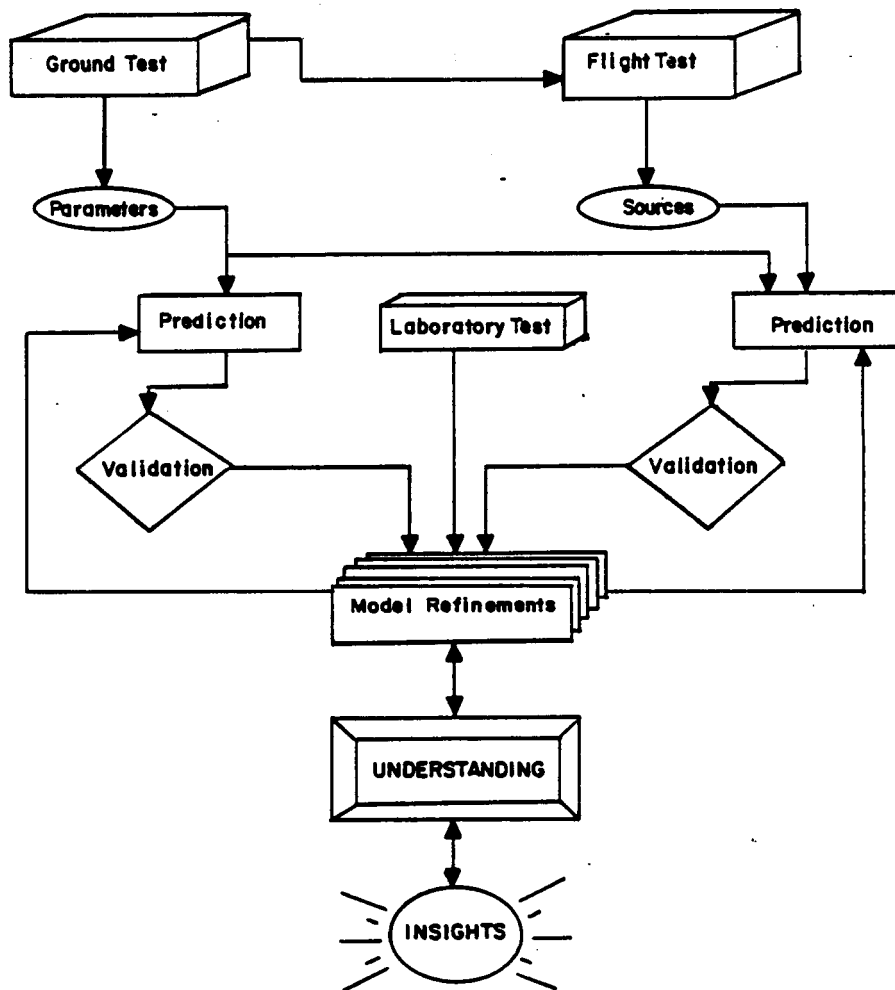 Ground Test
Flight Test
Parameters
Sources
Prediction
Laboratory Test
Prediction
Validation
Validation
Model Refinements
UNDERSTANDING
INSIGHTS